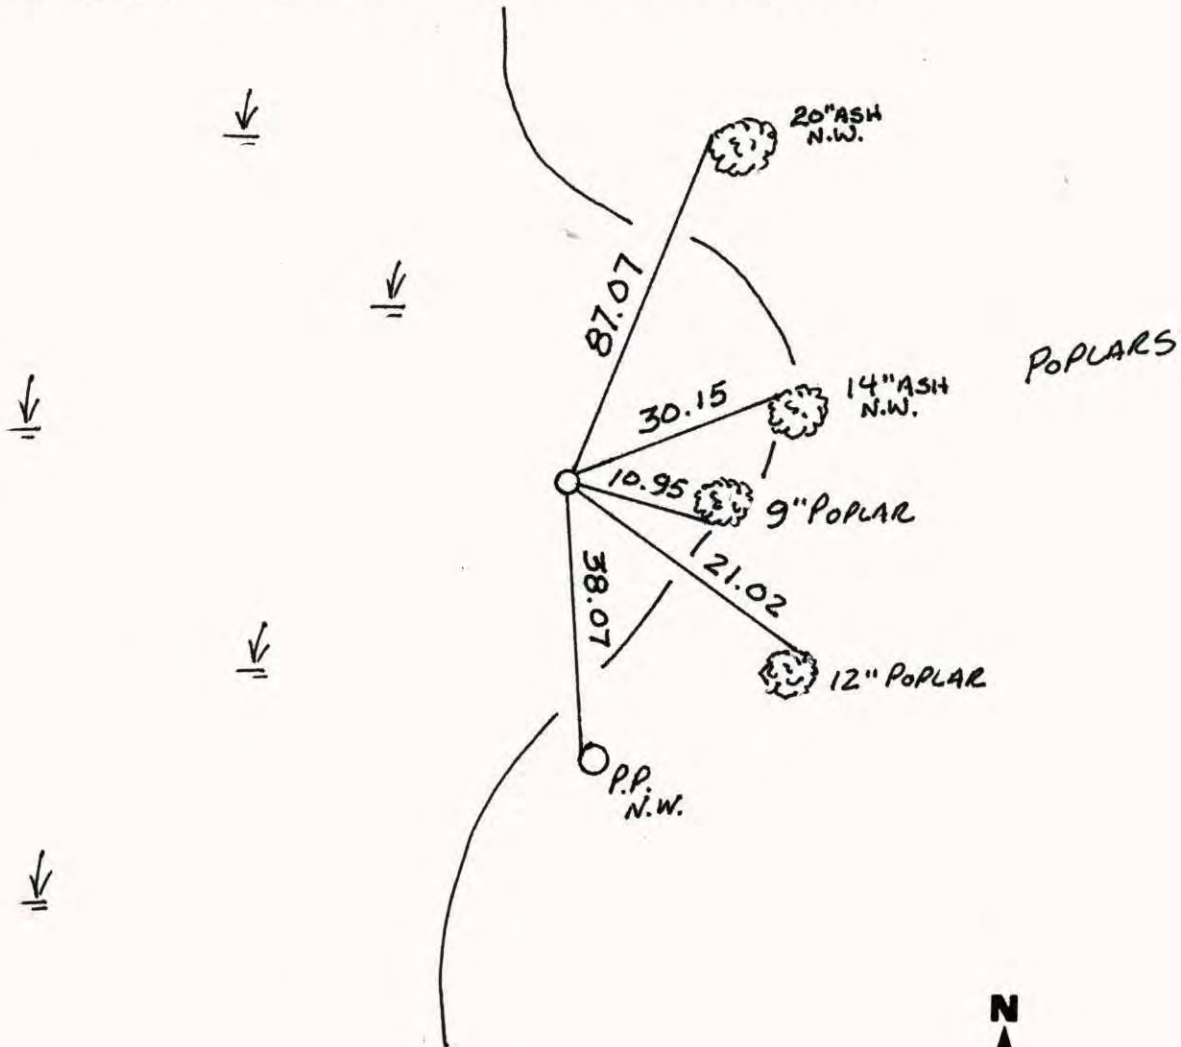 20" ASH
N.W.
87.07
POPLARS
14" ASH
N.W.
30.15
10.95
9" POPLAR
38.07
21.02
12" POPLAR
P.P.
N.W.
N